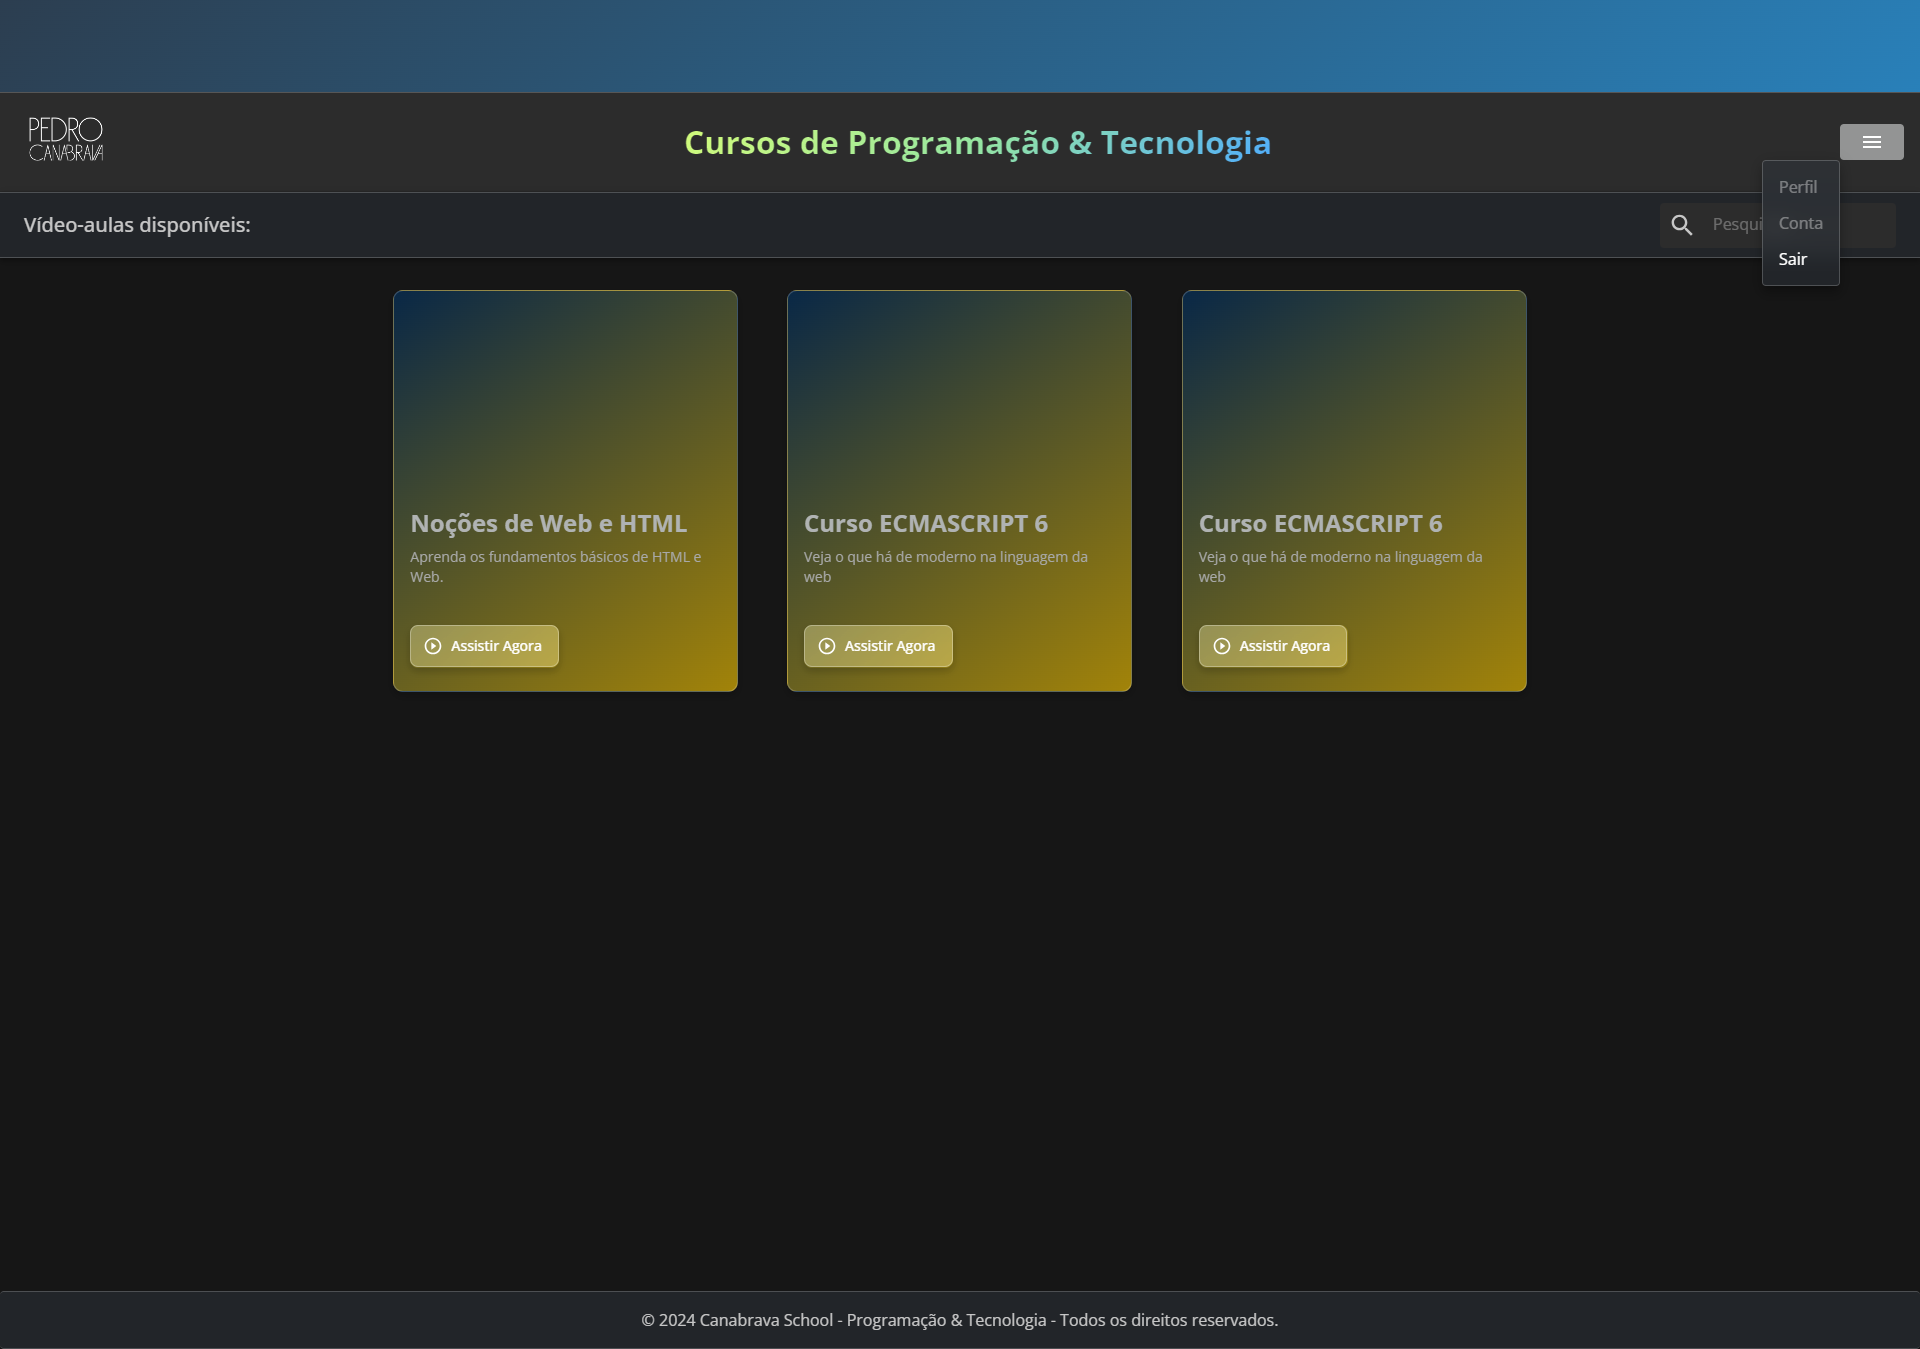 PEDRO
CANABRAVA
Cursos de Programação & Tecnologia
Vídeo-aulas disponíveis:
Perfil
Conta
Sair
Noções de Web e HTML
Aprenda os fundamentos básicos de HTML e
Web.
Assistir Agora
Curso ECMASCRIPT 6
Veja o que há de moderno na linguagem da
web
Assistir Agora
Curso ECMASCRIPT 6
Veja o que há de moderno na linguagem da
web
Assistir Agora
© 2024 Canabrava School - Programação & Tecnologia - Todos os direitos reservados.